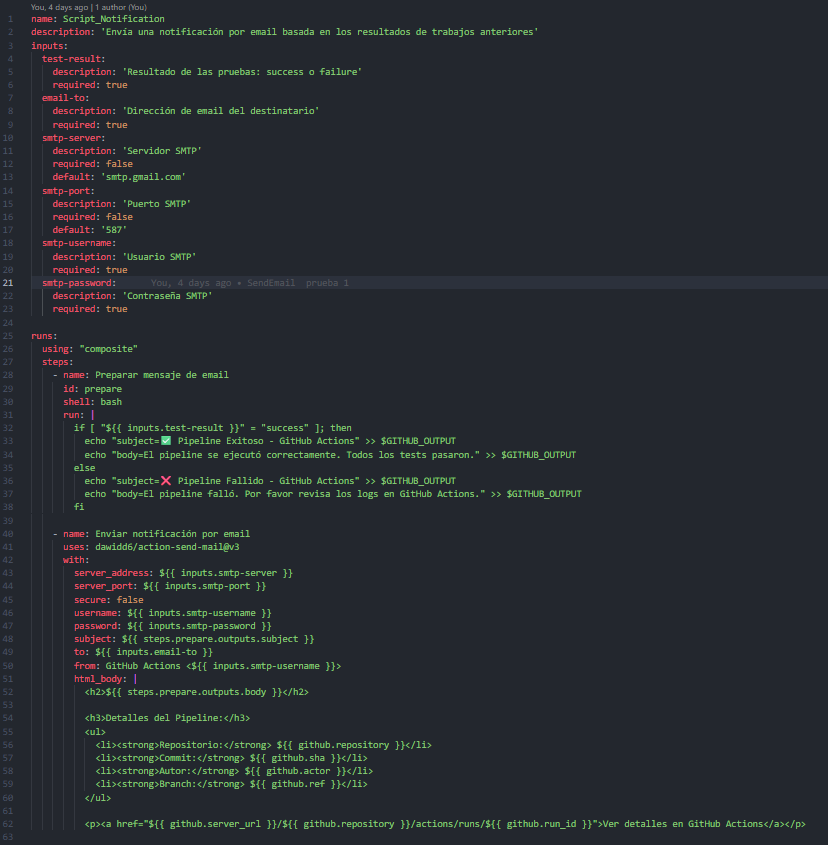 You, 4 days ago | 1 author (You)
1 name: Script_Notification
2 description: 'Envía una notificación por email basada en los resultados de trabajos anteriores'
3 inputs:
4   test-result:
5     description: 'Resultado de las pruebas: success o failure'
6     required: true
7   email-to:
8     description: 'Dirección de email del destinatario'
9     required: true
10   smtp-server:
11     description: 'Servidor SMTP'
12     required: false
13     default: 'smtp.gmail.com'
14   smtp-port:
15     description: 'Puerto SMTP'
16     required: false
17     default: '587'
18   smtp-username:
19     description: 'Usuario SMTP'
20     required: true
21   smtp-password:     You, 4 days ago • SendEmail  prueba 1
22     description: 'Contraseña SMTP'
23     required: true
24
25 runs:
26   using: "composite"
27   steps:
28     - name: Preparar mensaje de email
29       id: prepare
30       shell: bash
31       run: |
32         if [ "${{ inputs.test-result }}" = "success" ]; then
33           echo "subject=✅ Pipeline Exitoso - GitHub Actions" >> $GITHUB_OUTPUT
34           echo "body=El pipeline se ejecutó correctamente. Todos los tests pasaron." >> $GITHUB_OUTPUT
35         else
36           echo "subject=❌ Pipeline Fallido - GitHub Actions" >> $GITHUB_OUTPUT
37           echo "body=El pipeline falló. Por favor revisa los logs en GitHub Actions." >> $GITHUB_OUTPUT
38         fi
39
40     - name: Enviar notificación por email
41       uses: dawidd6/action-send-mail@v3
42       with:
43         server_address: ${{ inputs.smtp-server }}
44         server_port: ${{ inputs.smtp-port }}
45         secure: false
46         username: ${{ inputs.smtp-username }}
47         password: ${{ inputs.smtp-password }}
48         subject: ${{ steps.prepare.outputs.subject }}
49         to: ${{ inputs.email-to }}
50         from: GitHub Actions <${{ inputs.smtp-username }}>
51         html_body: |
52           <h2>${{ steps.prepare.outputs.body }}</h2>
53
54           <h3>Detalles del Pipeline:</h3>
55           <ul>
56             <li><strong>Repositorio:</strong> ${{ github.repository }}</li>
57             <li><strong>Commit:</strong> ${{ github.sha }}</li>
58             <li><strong>Autor:</strong> ${{ github.actor }}</li>
59             <li><strong>Branch:</strong> ${{ github.ref }}</li>
60           </ul>
61
62           <p><a href="${{ github.server_url }}/${{ github.repository }}/actions/runs/${{ github.run_id }}">Ver detalles en GitHub Actions</a></p>
63